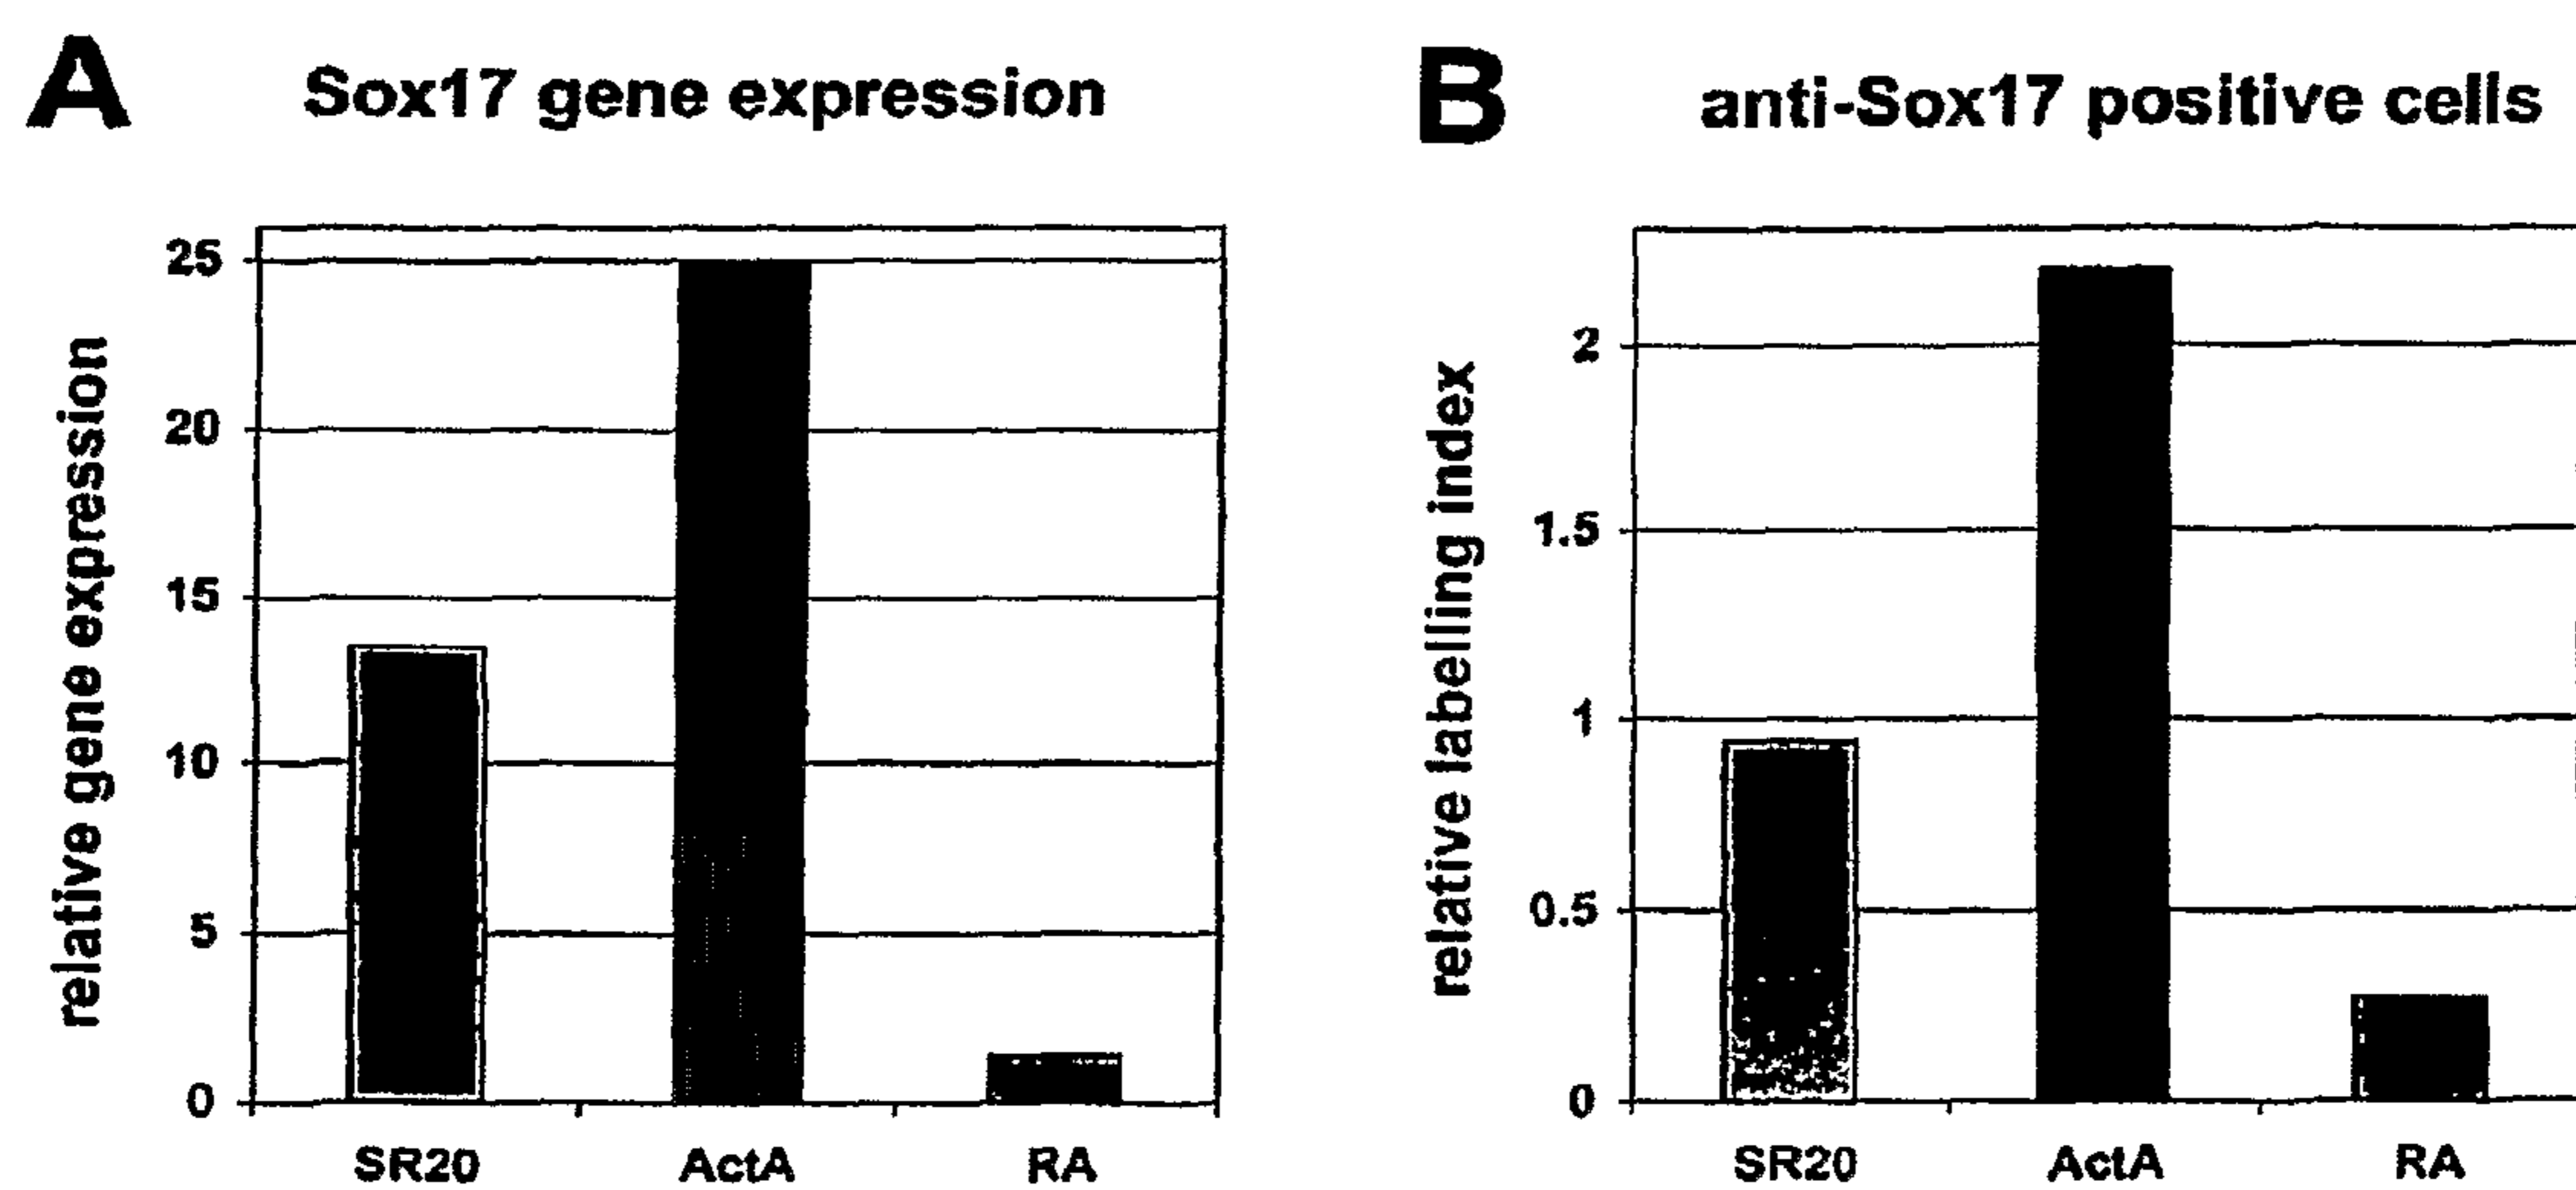 A
Sox17 gene expression
relative gene expression
25
20
15
10
5
0
SR20
ActA
RA
B
anti-Sox17 positive cells
relative labelling index
2
1.5
1
0.5
0
SR20
ActA
RA